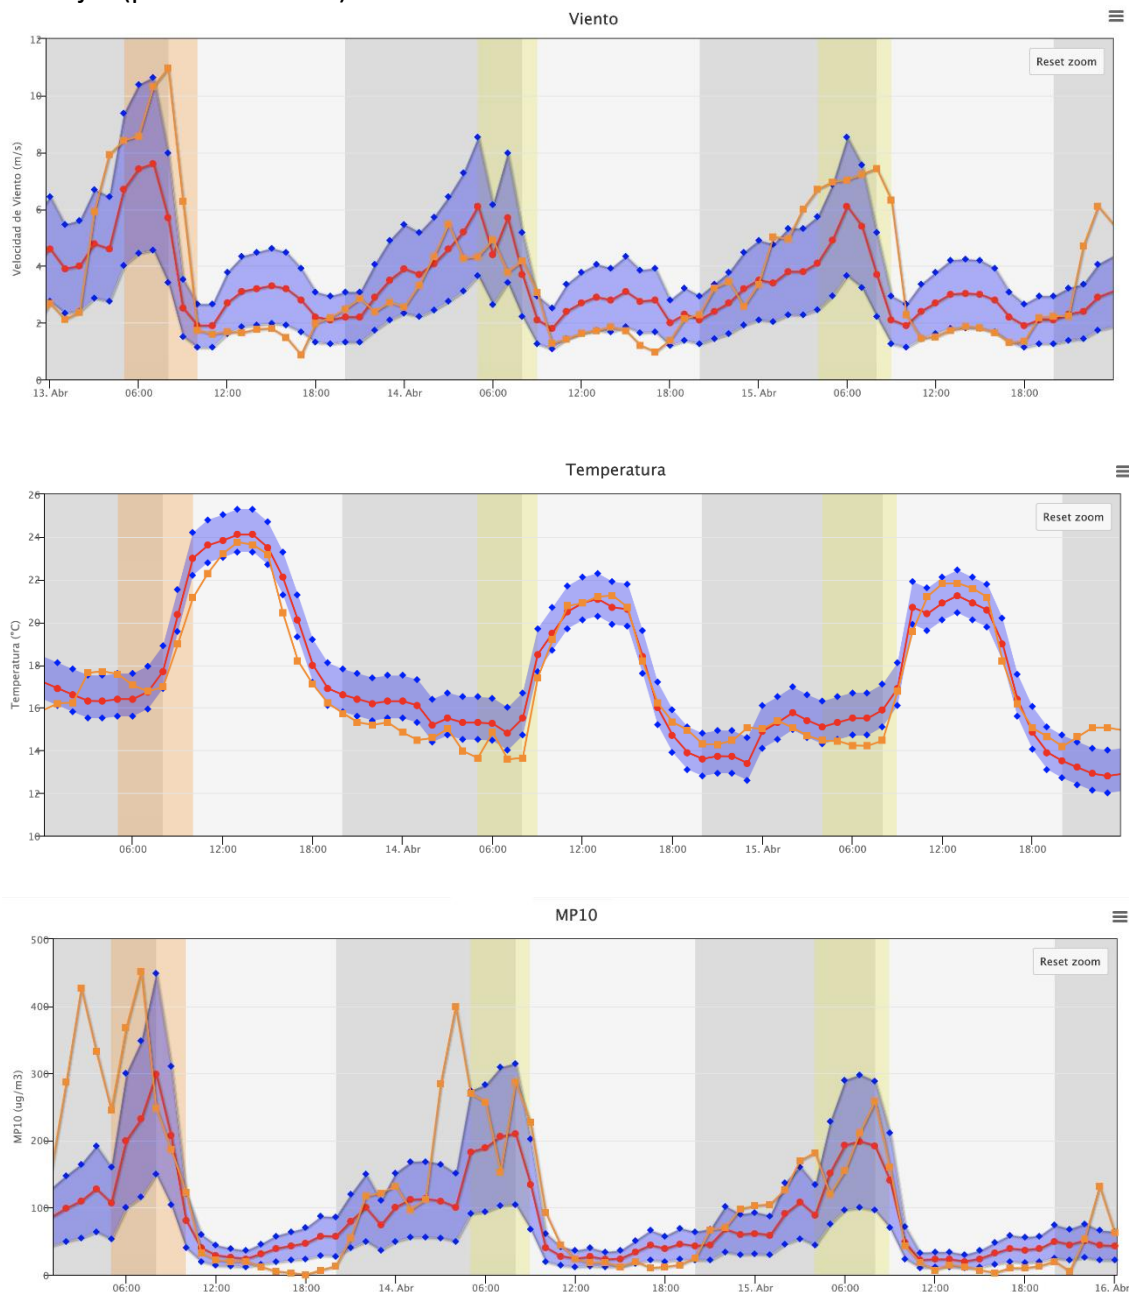 Viento
Reset zoom
Velocidad de Viento (m/s)
12
10
8
6
4
2
0
13. Abr 06:00 12:00 18:00 14. Abr 06:00 12:00 18:00 15. Abr 06:00 12:00 18:00
Temperatura
Reset zoom
Temperatura (°C)
26
24
22
20
18
16
14
12
10
06:00 12:00 18:00 14. Abr 06:00 12:00 18:00 15. Abr 06:00 12:00 18:00
MP10
Reset zoom
MP10 (ug/m3)
500
400
300
200
100
0
06:00 12:00 18:00 14. Abr 06:00 12:00 18:00 15. Abr 06:00 12:00 18:00 16. Abr